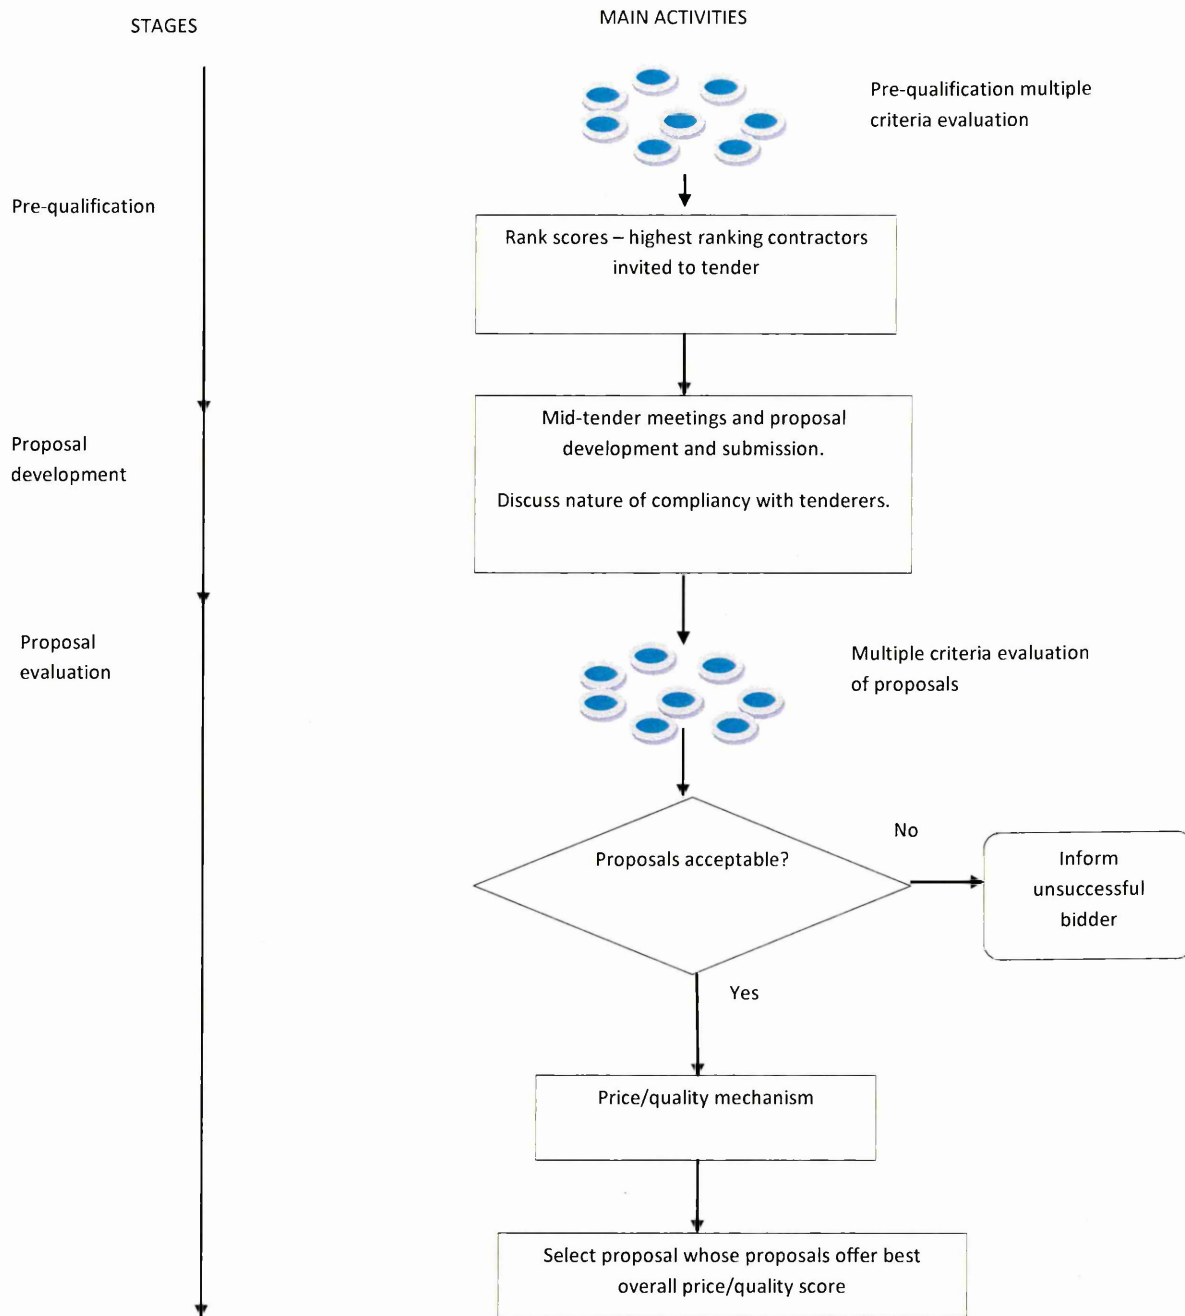 STAGES
MAIN ACTIVITIES
Pre-qualification multiple
criteria evaluation
Pre-qualification
Rank scores – highest ranking contractors
invited to tender
Mid-tender meetings and proposal
development and submission.
Discuss nature of compliancy with tenderers.
Proposal
development
Proposal
evaluation
Multiple criteria evaluation
of proposals
Proposals acceptable?
No
Inform
unsuccessful
bidder
Yes
Price/quality mechanism
Select proposal whose proposals offer best
overall price/quality score